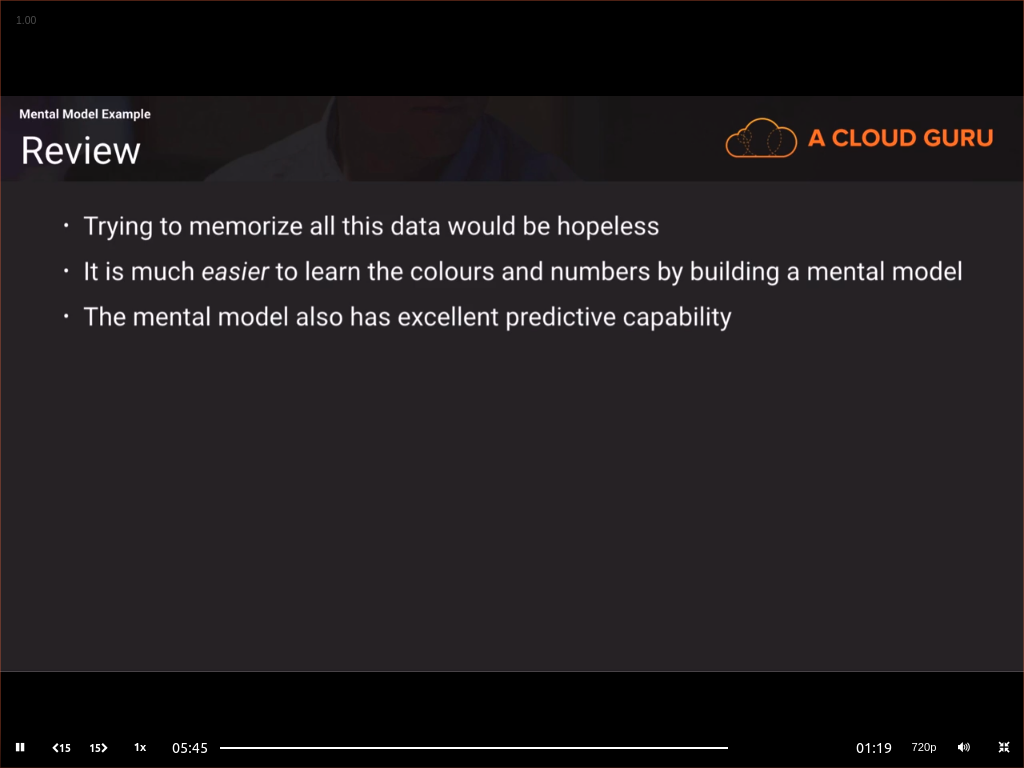 1.00
Mental Model Example
Review
A CLOUD GURU
• Trying to memorize all this data would be hopeless
• It is much easier to learn the colours and numbers by building a mental model
• The mental model also has excellent predictive capability
15 15 1x 05:45 01:19 720p